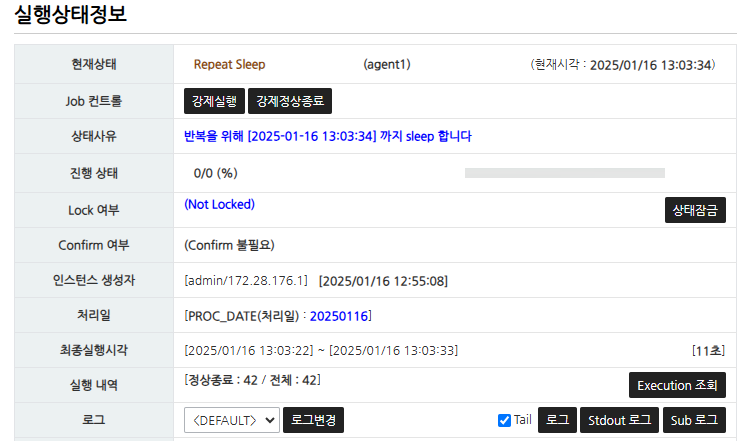 실행상태정보
현재상태 Repeat Sleep (agent1) (현재시각 : 2025/01/16 13:03:34)
Job 컨트롤 강제실행 강제정상종료
상태사유 반복을 위해 [2025-01-16 13:03:34] 까지 sleep 합니다
진행 상태 0/0 (%)
Lock 여부 (Not Locked) 상태잠금
Confirm 여부 (Confirm 불필요)
인스턴스 생성자 [admin/172.28.176.1] [2025/01/16 12:55:08]
처리일 [PROC_DATE(처리일) : 20250116]
최종실행시각 [2025/01/16 13:03:22] ~ [2025/01/16 13:03:33] [11초]
실행 내역 [정상종료 : 42 / 전체 : 42] Execution 조회
로그 <DEFAULT> 로그변경 Tail 로그 Stdout 로그 Sub 로그